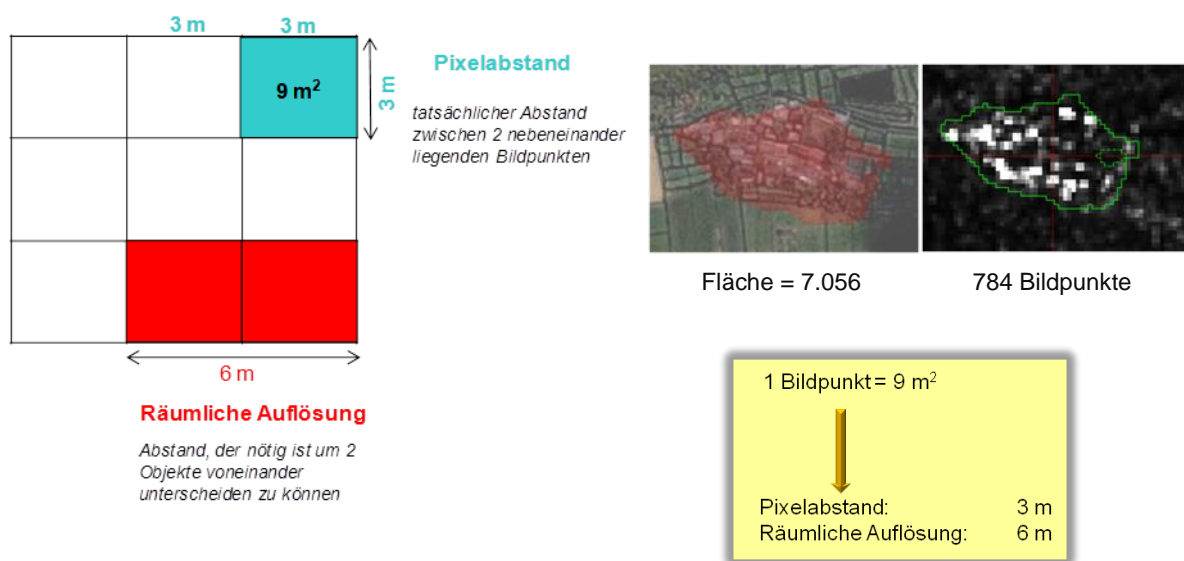 3 m
3 m
9 m²
3 m
Pixelabstand
tatsächlicher Abstand
zwischen 2 nebeneinander
liegenden Bildpunkten
6 m
Räumliche Auflösung
Abstand, der nötig ist um 2
Objekte voneinander
unterscheiden zu können
Fläche = 7.056
784 Bildpunkte
1 Bildpunkt = 9 m²
Pixelabstand: 3 m
Räumliche Auflösung: 6 m